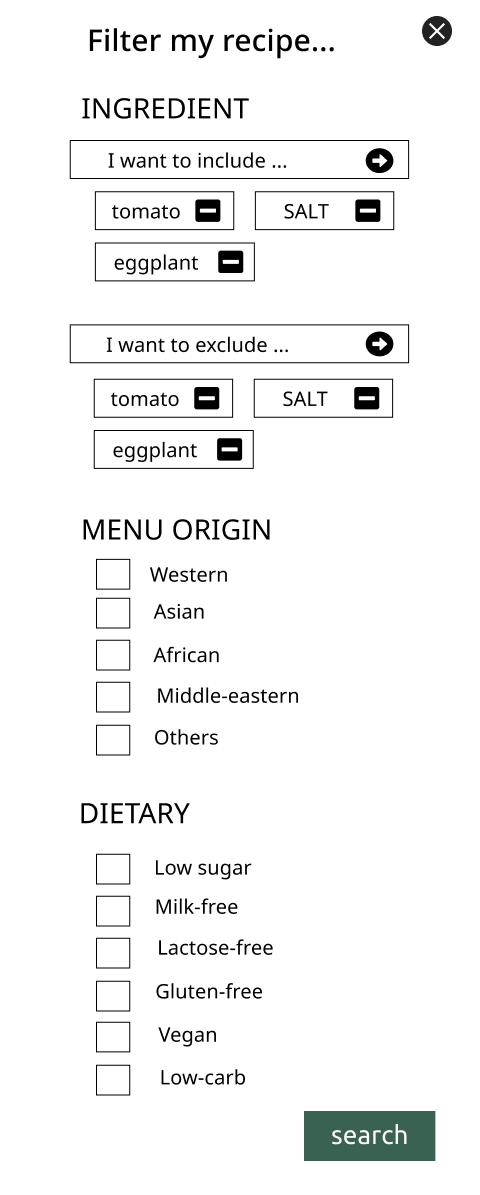 Filter my recipe...
INGREDIENT
I want to include ...
tomato SALT
eggplant
I want to exclude ...
tomato SALT
eggplant
MENU ORIGIN
Western
Asian
African
Middle-eastern
Others
DIETARY
Low sugar
Milk-free
Lactose-free
Gluten-free
Vegan
Low-carb
search